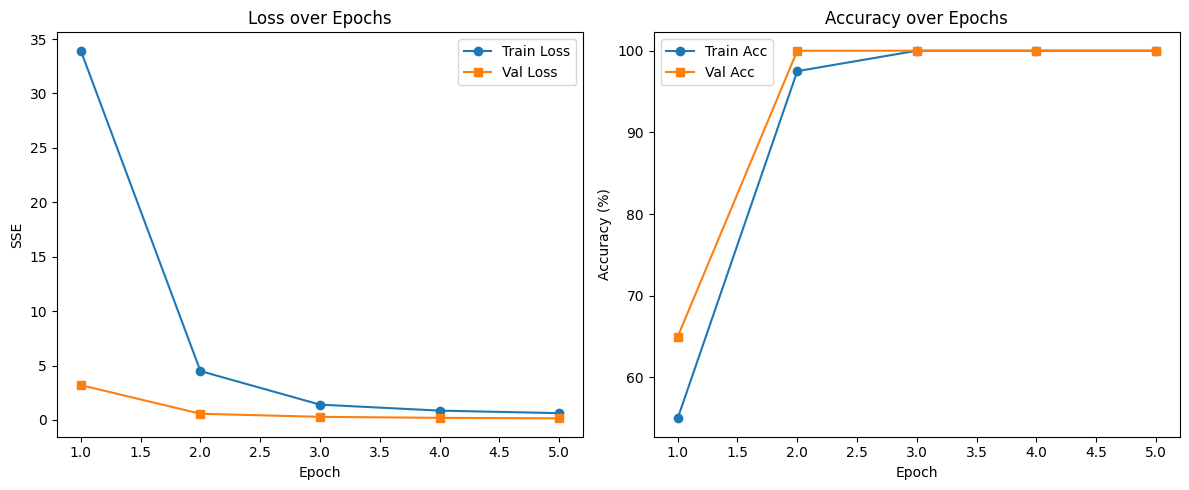 Loss over Epochs
35
30
25
20
15
10
5
0
SSE
Train Loss
Val Loss
1.0 1.5 2.0 2.5 3.0 3.5 4.0 4.5 5.0
Epoch
Accuracy over Epochs
100
90
80
70
60
Accuracy (%)
Train Acc
Val Acc
1.0 1.5 2.0 2.5 3.0 3.5 4.0 4.5 5.0
Epoch